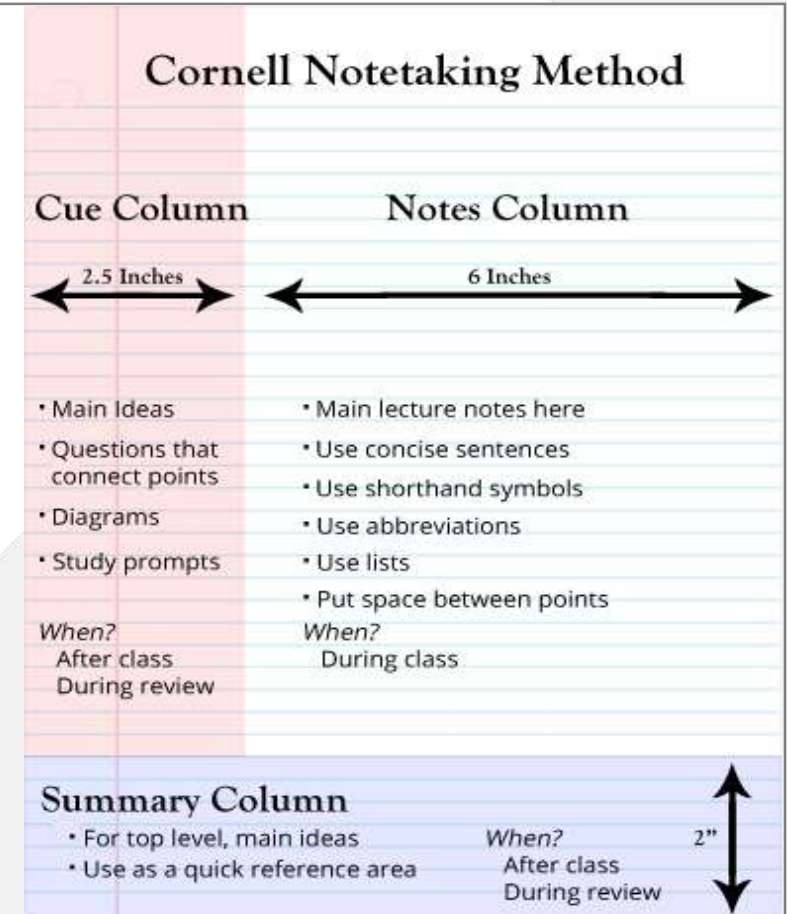 Cornell Notetaking Method
Cue Column
2.5 Inches
• Main Ideas
• Questions that
connect points
• Diagrams
• Study prompts
When?
After class
During review
Notes Column
6 Inches
• Main lecture notes here
• Use concise sentences
• Use shorthand symbols
• Use abbreviations
• Use lists
• Put space between points
When?
During class
Summary Column
• For top level, main ideas
• Use as a quick reference area
When?
After class
During review
2”